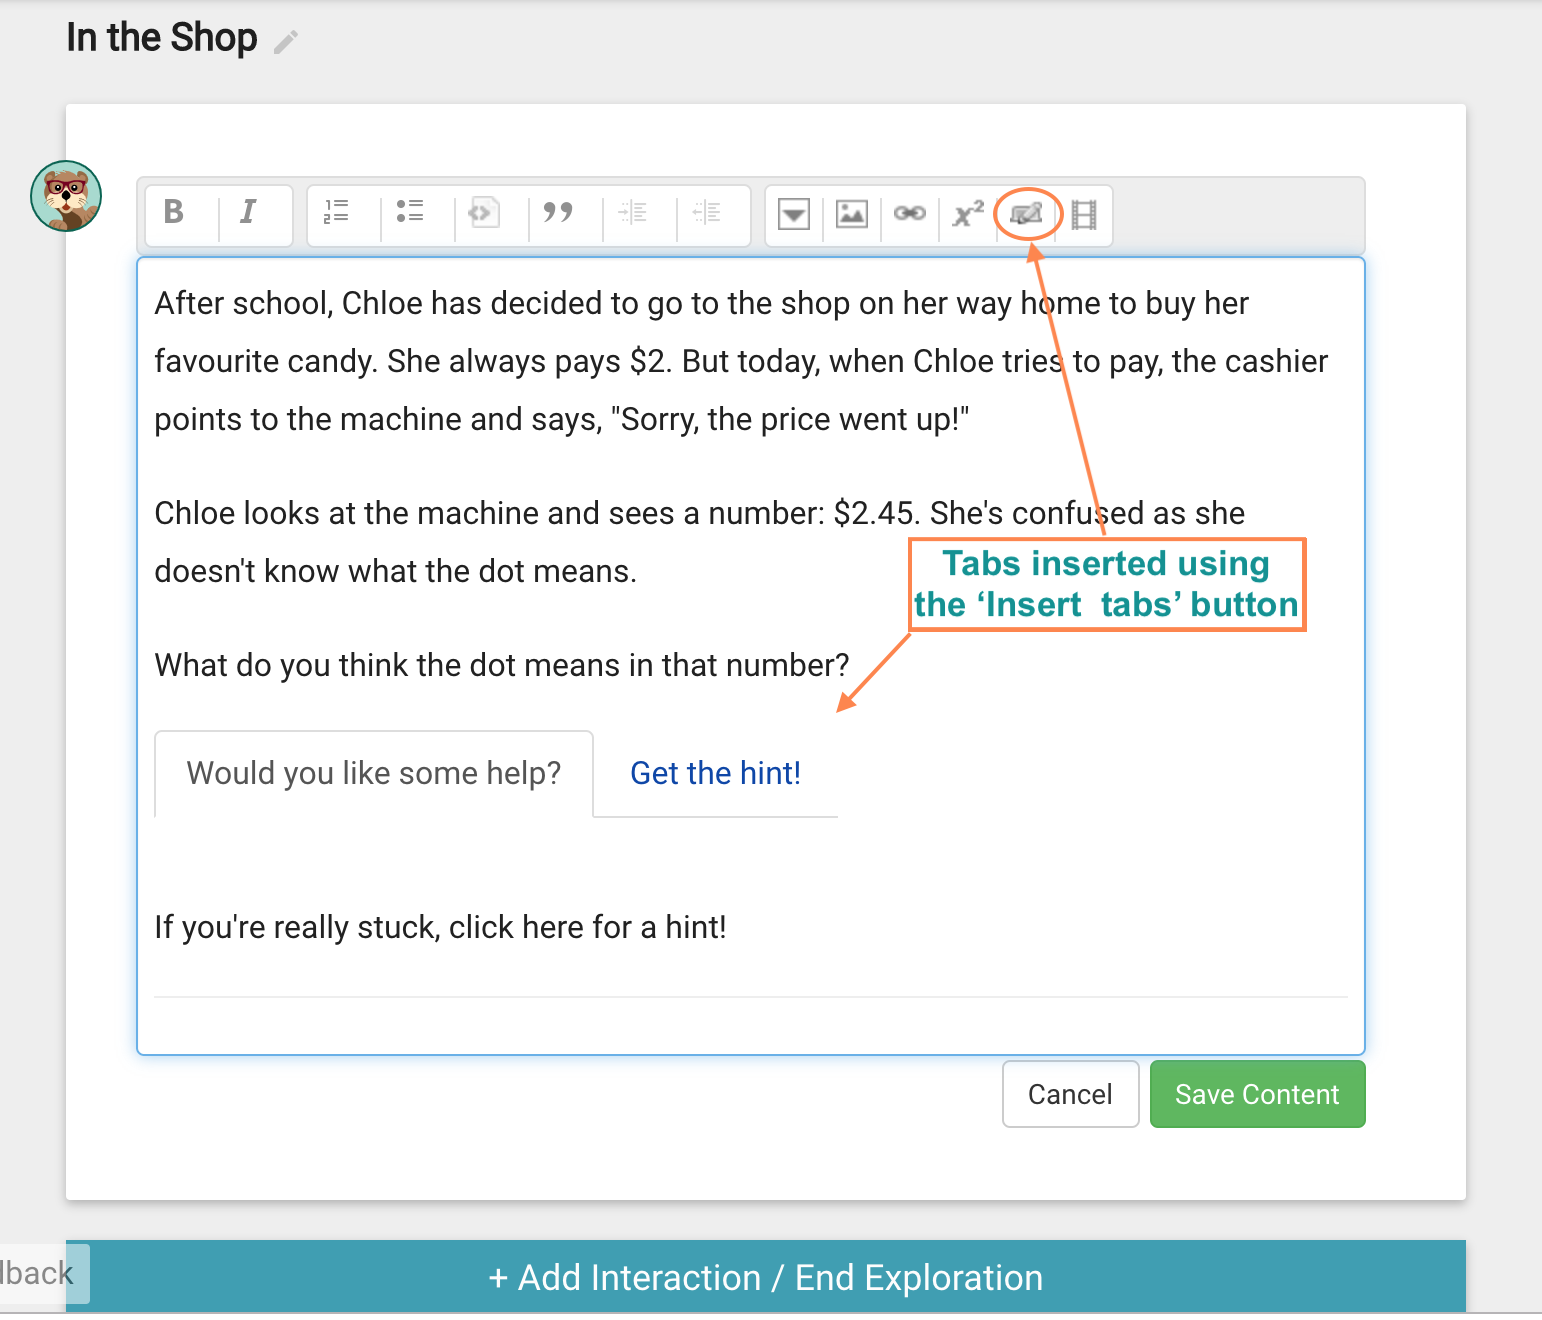 In the Shop
B I x²
After school, Chloe has decided to go to the shop on her way home to buy her
favourite candy. She always pays $2. But today, when Chloe tries to pay, the cashier
points to the machine and says, "Sorry, the price went up!"
Chloe looks at the machine and sees a number: $2.45. She's confused as she
doesn't know what the dot means.
Tabs inserted using
the ‘Insert tabs’ button
What do you think the dot means in that number?
Would you like some help? Get the hint!
If you're really stuck, click here for a hint!
Cancel Save Content
dback
+ Add Interaction / End Exploration